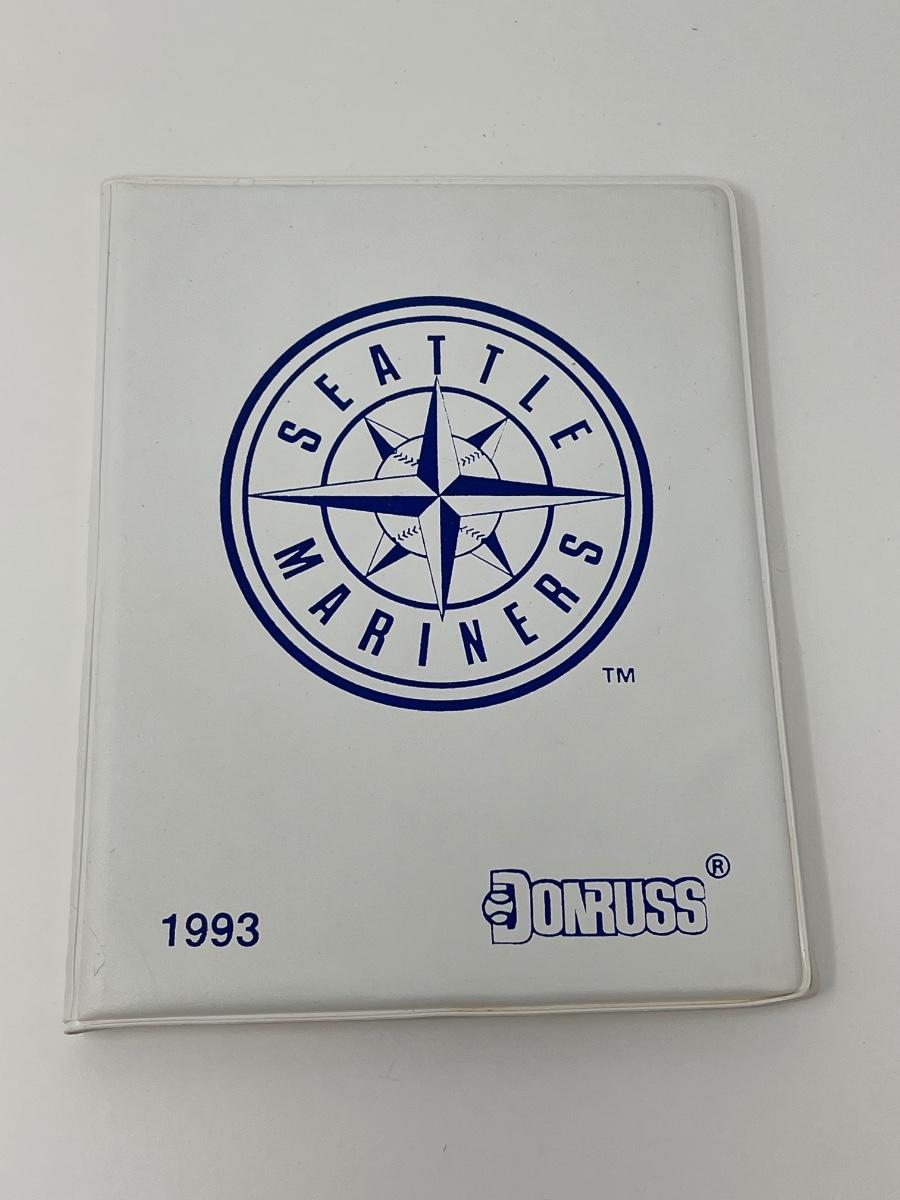 SEATTLE
MARINERS
TM
1993
DONRUSS®